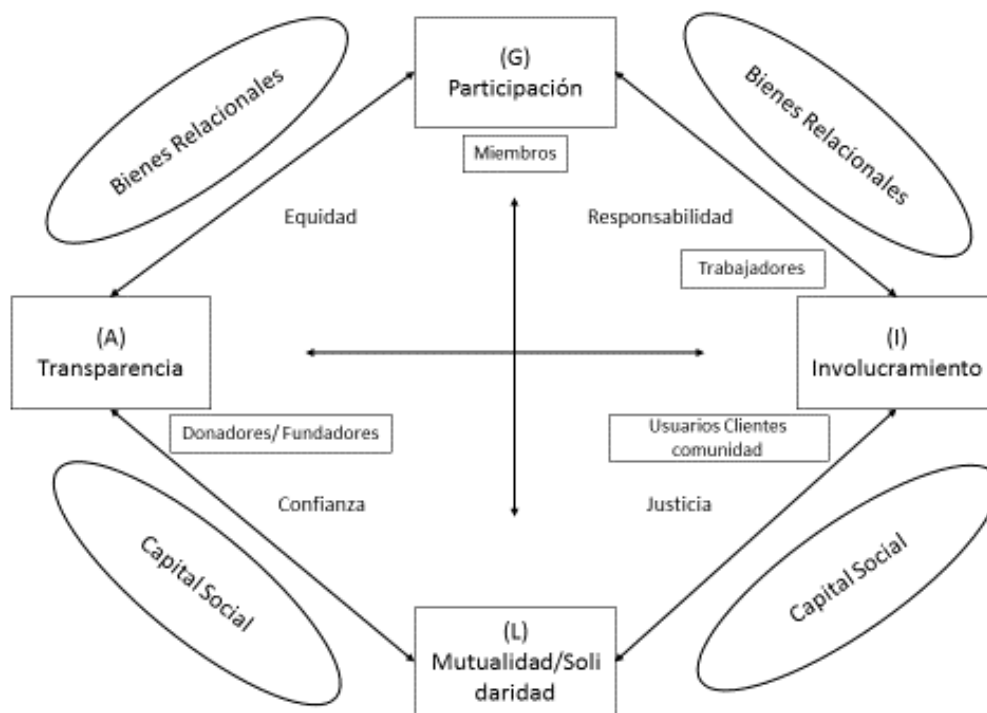 (G)
Participación
Bienes Relacionales
Bienes Relacionales
Miembros
Equidad
Responsabilidad
Trabajadores
(A)
Transparencia
(I)
Involucramiento
Donadores/ Fundadores
Usuarios Clientes
comunidad
Confianza
Justicia
Capital Social
Capital Social
(L)
Mutualidad/Soli
daridad